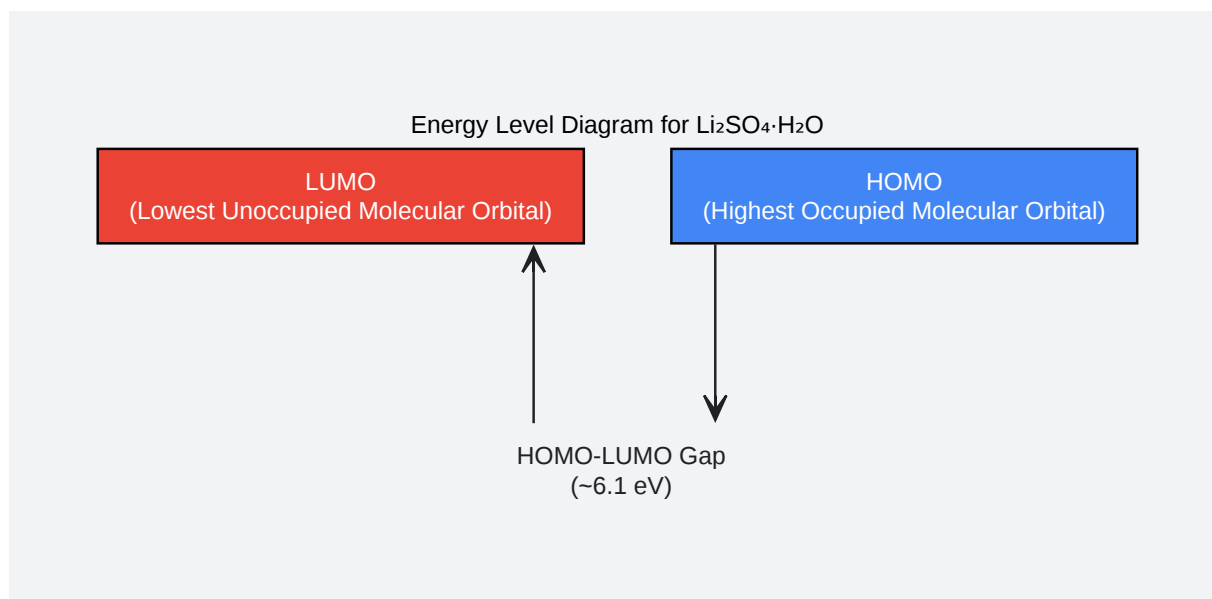 Energy Level Diagram for Li₂SO₄·H₂O
LUMO
(Lowest Unoccupied Molecular Orbital)
HOMO
(Highest Occupied Molecular Orbital)
HOMO-LUMO Gap
(~6.1 eV)